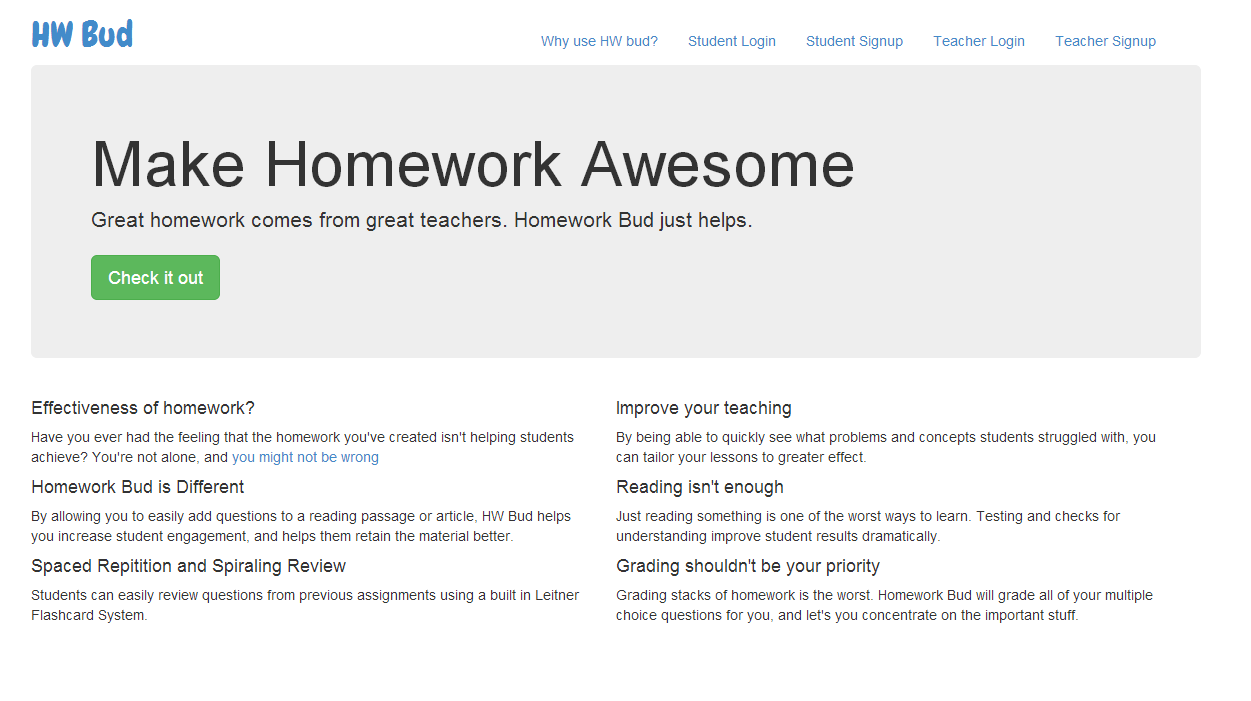 HW Bud
Why use HW bud? Student Login Student Signup Teacher Login Teacher Signup
Make Homework Awesome
Great homework comes from great teachers. Homework Bud just helps.
Check it out
Effectiveness of homework?
Have you ever had the feeling that the homework you've created isn't helping students
achieve? You're not alone, and you might not be wrong
Homework Bud is Different
By allowing you to easily add questions to a reading passage or article, HW Bud helps
you increase student engagement, and helps them retain the material better.
Spaced Repitition and Spiraling Review
Students can easily review questions from previous assignments using a built in Leitner
Flashcard System.
Improve your teaching
By being able to quickly see what problems and concepts students struggled with, you
can tailor your lessons to greater effect.
Reading isn't enough
Just reading something is one of the worst ways to learn. Testing and checks for
understanding improve student results dramatically.
Grading shouldn't be your priority
Grading stacks of homework is the worst. Homework Bud will grade all of your multiple
choice questions for you, and let's you concentrate on the important stuff.